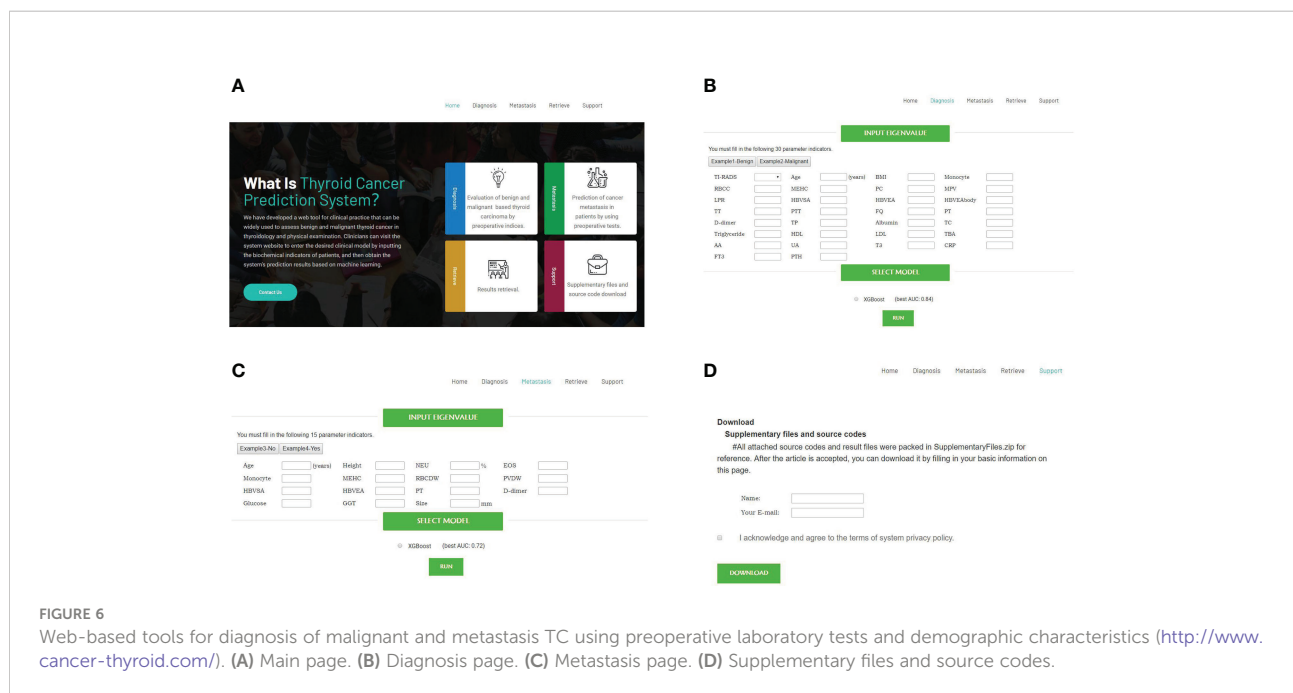 A
Home Diagnosis Metastasis Retrieve Support
What Is Thyroid Cancer
Prediction System?
We have developed a web tool for clinical practice that can be
widely used to assess benign and malignant thyroid cancer in
thyroidology and physical examination. Clinicians can visit the
system website to enter the desired clinical model by inputting
the biochemical indicators of patients, and then obtain the
system's prediction results based on machine learning.
Contact Us
Diagnosis
Evaluation of benign and
malignant based thyroid
carcinoma by
preoperative indices.
Metastasis
Prediction of cancer
metastasis in
patients by using
preoperative tests.
Retrieve
Results retrieval.
Support
Supplementary files and
source code download
B
Home Diagnosis Metastasis Retrieve Support
INPUT EIGENVALUE
You must fill in the following 30 parameter indicators.
Example1-Benign Example2-Malignant
TI-RADS Age (years) BMI Monocyte
RBCC MEHC PC MPV
LPR HBVSA HBVEA HBVEAbody
TT PTT FQ PT
D-dimer TP Albumin TC
Triglyceride HDL LDL TBA
AA UA T3 CRP
FT3 PTH
SELECT MODEL
XGBoost (best AUC: 0.84)
RUN
C
Home Diagnosis Metastasis Retrieve Support
INPUT EIGENVALUE
You must fill in the following 15 parameter indicators.
Example3-No Example4-Yes
Age (years) Height NEU % EOS
Monocyte MEHC RBCDW PVDW
HBVSA HBVEA PT D-dimer
Glucose GGT Size mm
SELECT MODEL
XGBoost (best AUC: 0.72)
RUN
D
Home Diagnosis Metastasis Retrieve Support
Download
Supplementary files and source codes
#All attached source codes and result files were packed in SupplementaryFiles.zip for
reference. After the article is accepted, you can download it by filling in your basic information on
this page.
Name:
Your E-mail:
I acknowledge and agree to the terms of system privacy policy.
DOWNLOAD
FIGURE 6
Web-based tools for diagnosis of malignant and metastasis TC using preoperative laboratory tests and demographic characteristics (http://www.
cancer-thyroid.com/). (A) Main page. (B) Diagnosis page. (C) Metastasis page. (D) Supplementary files and source codes.